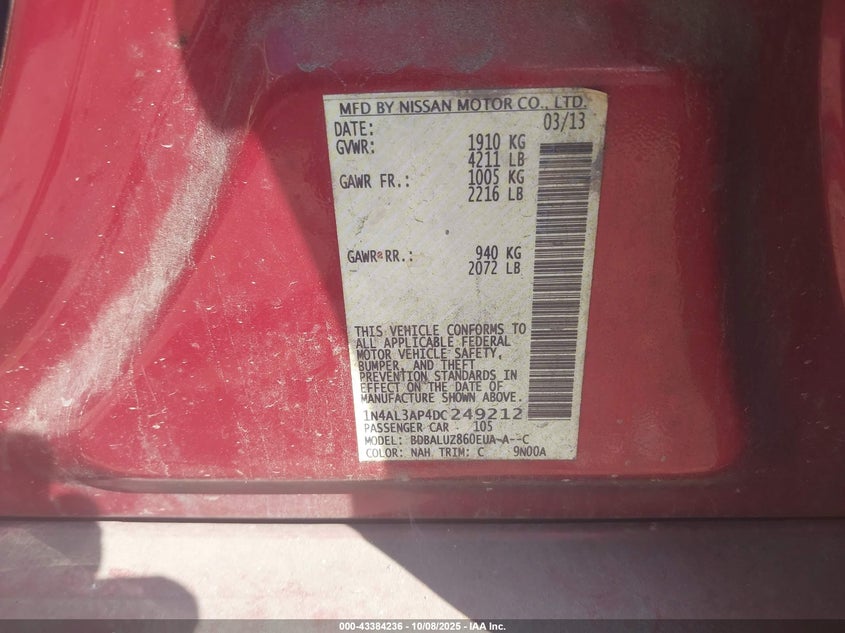 MFD BY NISSAN MOTOR CO., LTD.
DATE: 03/13
GVWR: 1910 KG
4211 LB
GAWR FR.: 1005 KG
2216 LB
GAWR RR.: 940 KG
2072 LB
THIS VEHICLE CONFORMS TO
ALL APPLICABLE FEDERAL
MOTOR VEHICLE SAFETY,
BUMPER, AND THEFT
PREVENTION STANDARDS IN
EFFECT ON THE DATE OF
MANUFACTURE SHOWN ABOVE.
1N4AL3AP4DC249212
PASSENGER CAR 105
MODEL: BDBALUZ860EUA-A--C
COLOR: NAH TRIM: C 9N00A
000-43384236 - 10/08/2025 - IAA Inc.